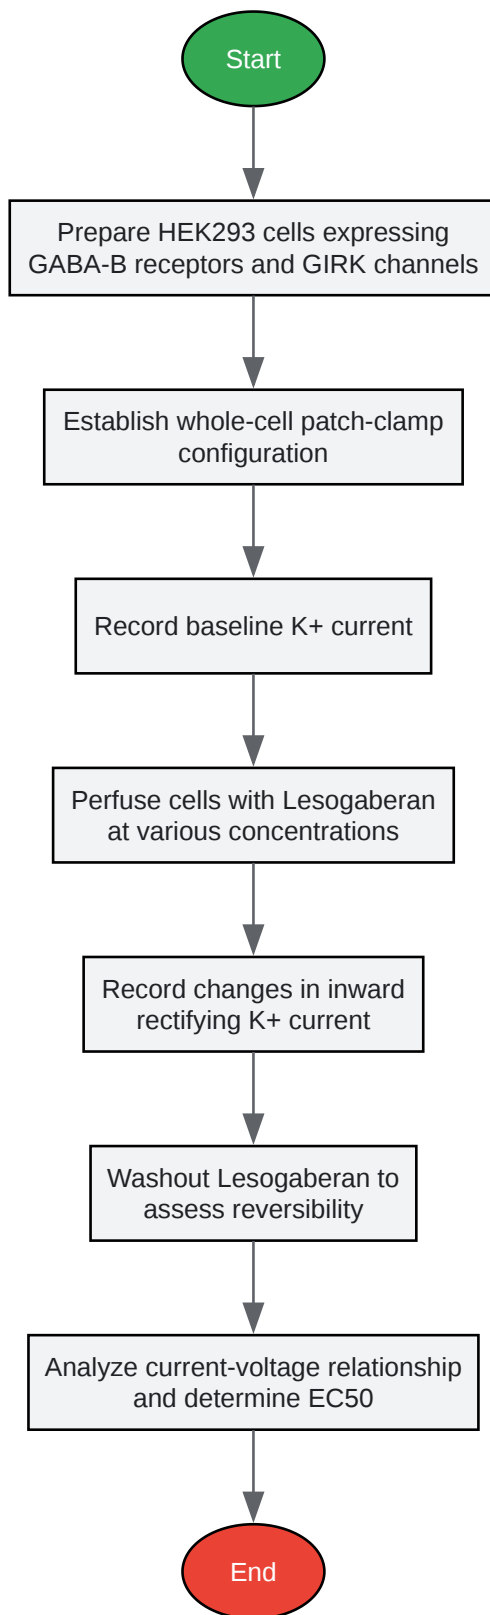 Start
Prepare HEK293 cells expressing
GABA-B receptors and GIRK channels
Establish whole-cell patch-clamp
configuration
Record baseline K+ current
Perfuse cells with Lesogaberan
at various concentrations
Record changes in inward
rectifying K+ current
Washout Lesogaberan to
assess reversibility
Analyze current-voltage relationship
and determine EC50
End